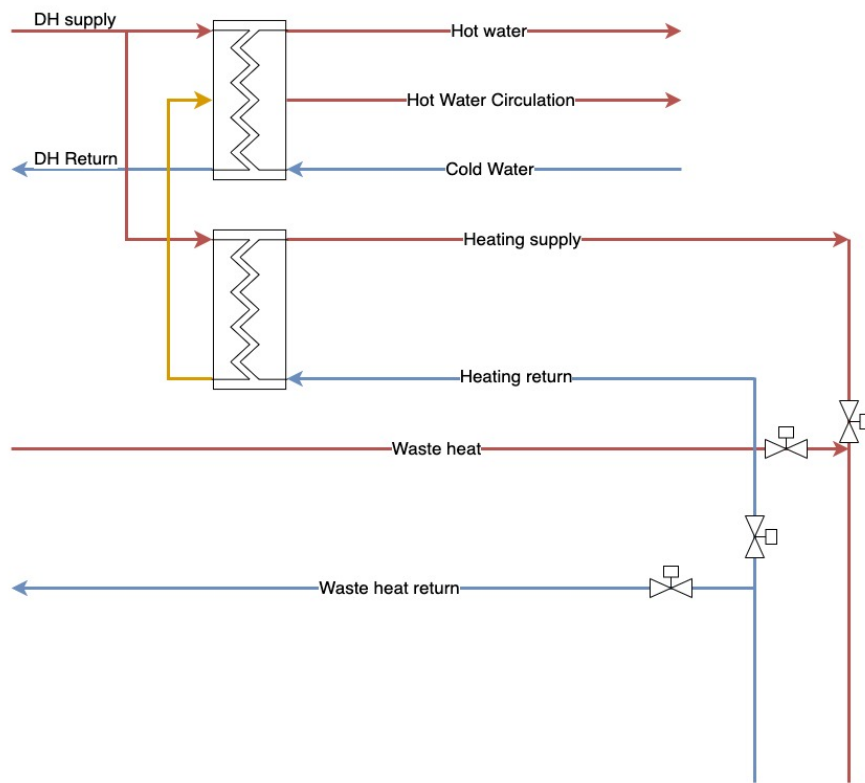 DH supply
Hot water
Hot Water Circulation
DH Return
Cold Water
Heating supply
Heating return
Waste heat
Waste heat return